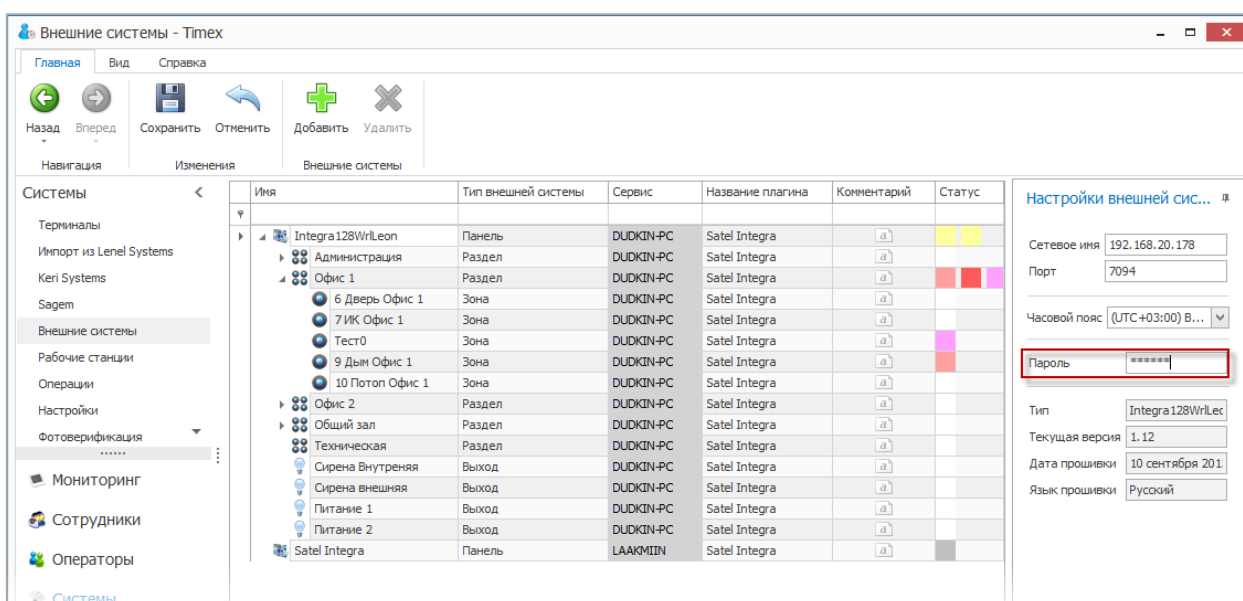 Внешние системы - Timex
Главная Вид Справка
Назад Вперед Сохранить Отменить Добавить Удалить
Навигация Изменения Внешние системы
Системы
Терминалы
Импорт из Lenel Systems
Keri Systems
Sagem
Внешние системы
Рабочие станции
Операции
Настройки
Фотоверификация
Мониторинг
Сотрудники
Операторы
Системы
Имя Тип внешней системы Сервис Название плагина Комментарий Статус
Integra128WrlLeon Панель DUDKIN-PC Satel Integra a
Администрация Раздел DUDKIN-PC Satel Integra a
Офис 1 Раздел DUDKIN-PC Satel Integra a
6 Дверь Офис 1 Зона DUDKIN-PC Satel Integra a
7 ИК Офис 1 Зона DUDKIN-PC Satel Integra a
Тест0 Зона DUDKIN-PC Satel Integra a
9 Дым Офис 1 Зона DUDKIN-PC Satel Integra a
10 Потоп Офис 1 Зона DUDKIN-PC Satel Integra a
Офис 2 Раздел DUDKIN-PC Satel Integra a
Общий зал Раздел DUDKIN-PC Satel Integra a
Техническая Раздел DUDKIN-PC Satel Integra a
Сирена Внутреняя Выход DUDKIN-PC Satel Integra a
Сирена внешняя Выход DUDKIN-PC Satel Integra a
Питание 1 Выход DUDKIN-PC Satel Integra a
Питание 2 Выход DUDKIN-PC Satel Integra a
Satel Integra Панель LAAKMIIN Satel Integra a
Настройки внешней сис...
Сетевое имя 192.168.20.178
Порт 7094
Часовой пояс (UTC+03:00) В...
Пароль ******
Тип Integra128WrlLec
Текущая версия 1.12
Дата прошивки 10 сентября 201
Язык прошивки Русский